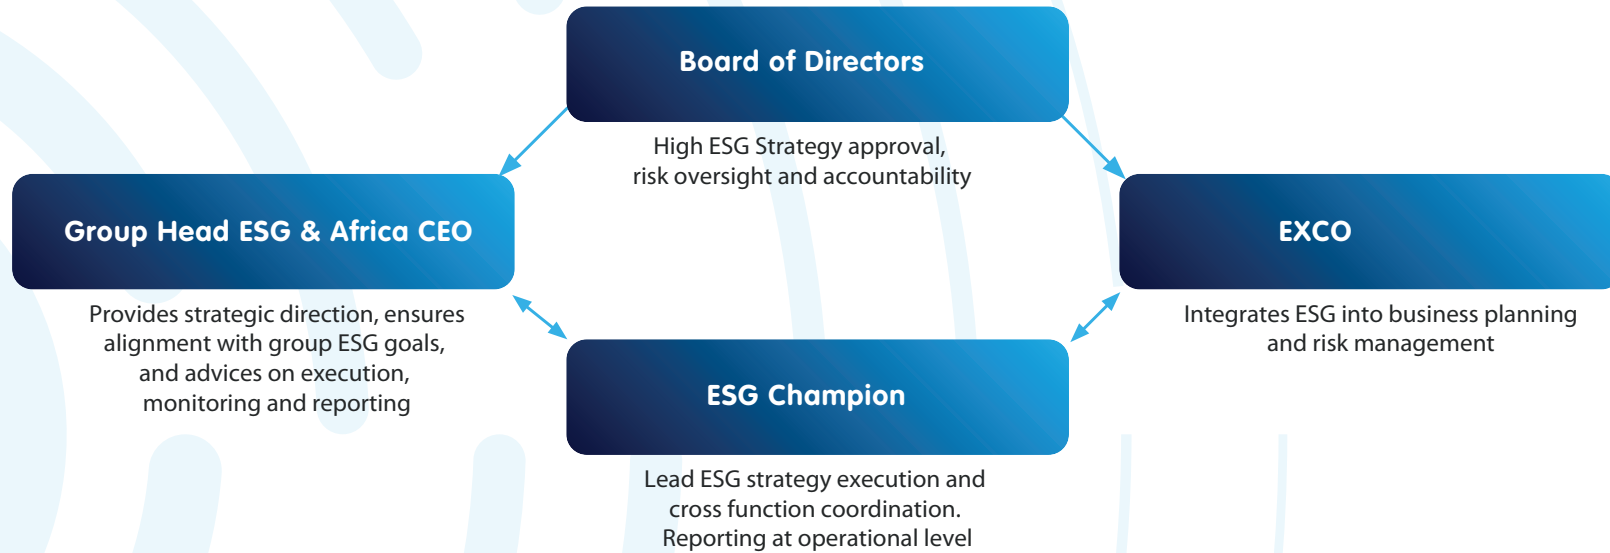 Board of Directors
High ESG Strategy approval,
risk oversight and accountability
Group Head ESG & Africa CEO
Provides strategic direction, ensures
alignment with group ESG goals,
and advices on execution,
monitoring and reporting
EXCO
Integrates ESG into business planning
and risk management
ESG Champion
Lead ESG strategy execution and
cross function coordination.
Reporting at operational level